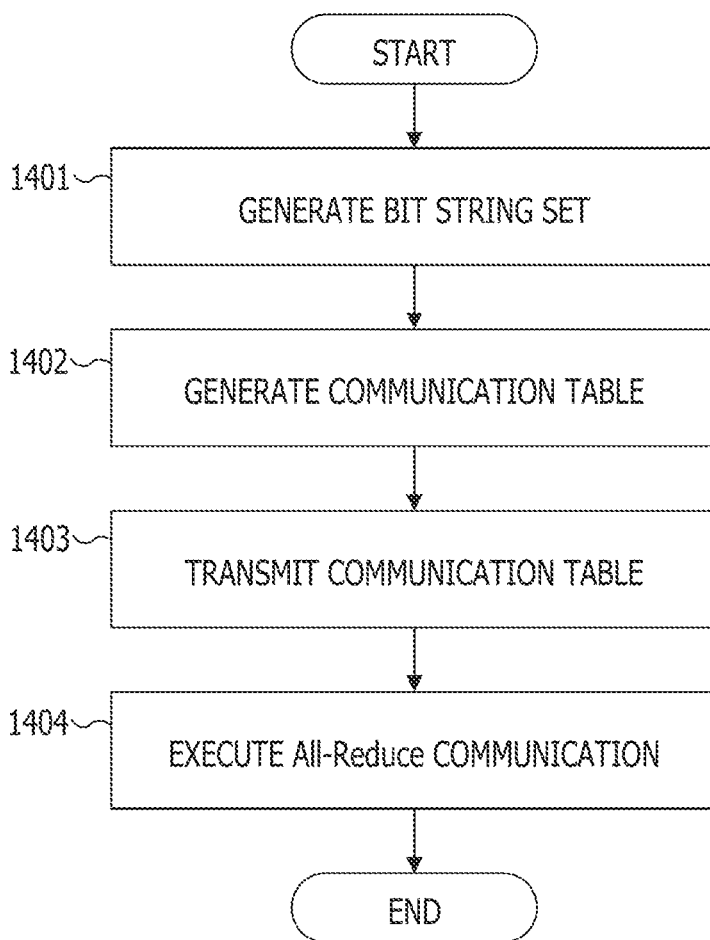 START
1401
GENERATE BIT STRING SET
1402
GENERATE COMMUNICATION TABLE
1403
TRANSMIT COMMUNICATION TABLE
1404
EXECUTE All-Reduce COMMUNICATION
END